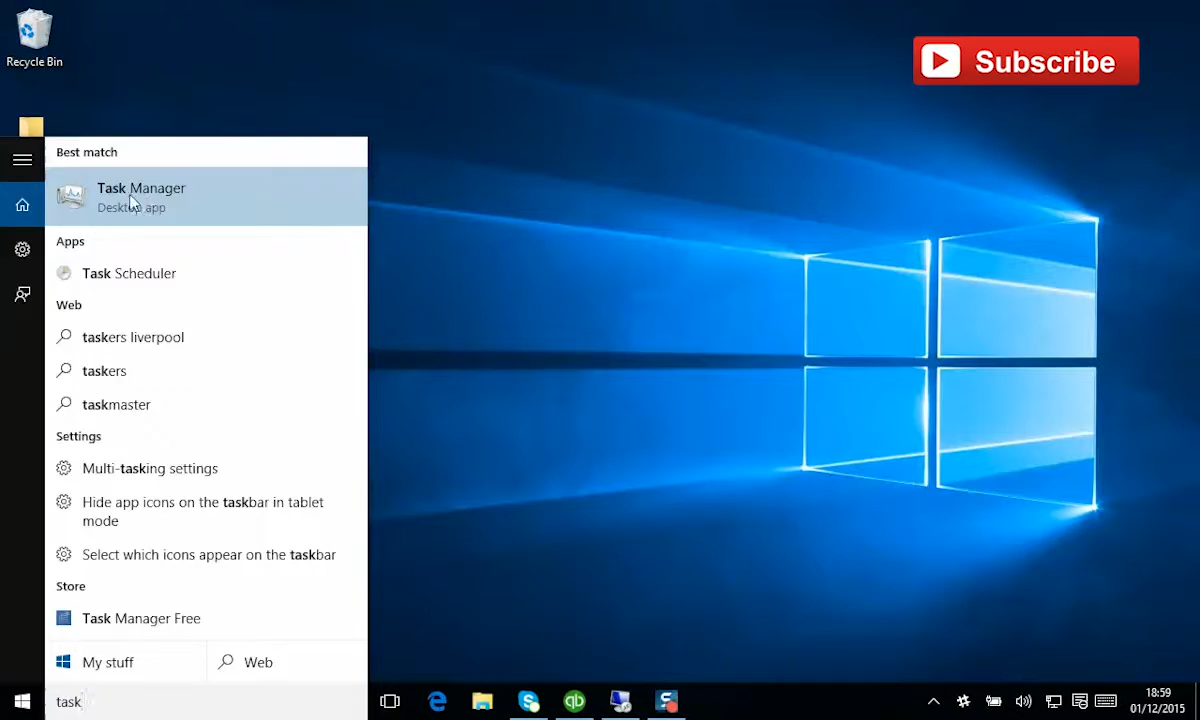 Recycle Bin
Subscribe
Best match
Task Manager
Desktop app
Apps
Task Scheduler
Web
taskers liverpool
taskers
taskmaster
Settings
Multi-tasking settings
Hide app icons on the taskbar in tablet
mode
Select which icons appear on the taskbar
Store
Task Manager Free
My stuff
Web
task
qb
S
18:59
01/12/2015